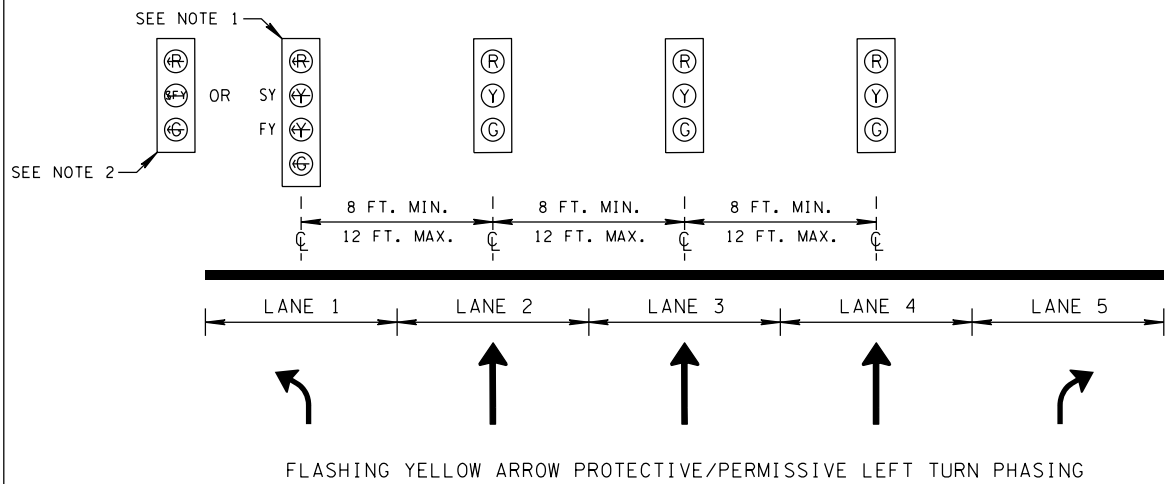 SEE NOTE 1
R R R R R
SFY OR SY Y Y Y Y
G FY Y G G G
G
SEE NOTE 2
8 FT. MIN. 8 FT. MIN. 8 FT. MIN.
12 FT. MAX. 12 FT. MAX. 12 FT. MAX.
LANE 1 LANE 2 LANE 3 LANE 4 LANE 5
FLASHING YELLOW ARROW PROTECTIVE/PERMISSIVE LEFT TURN PHASING